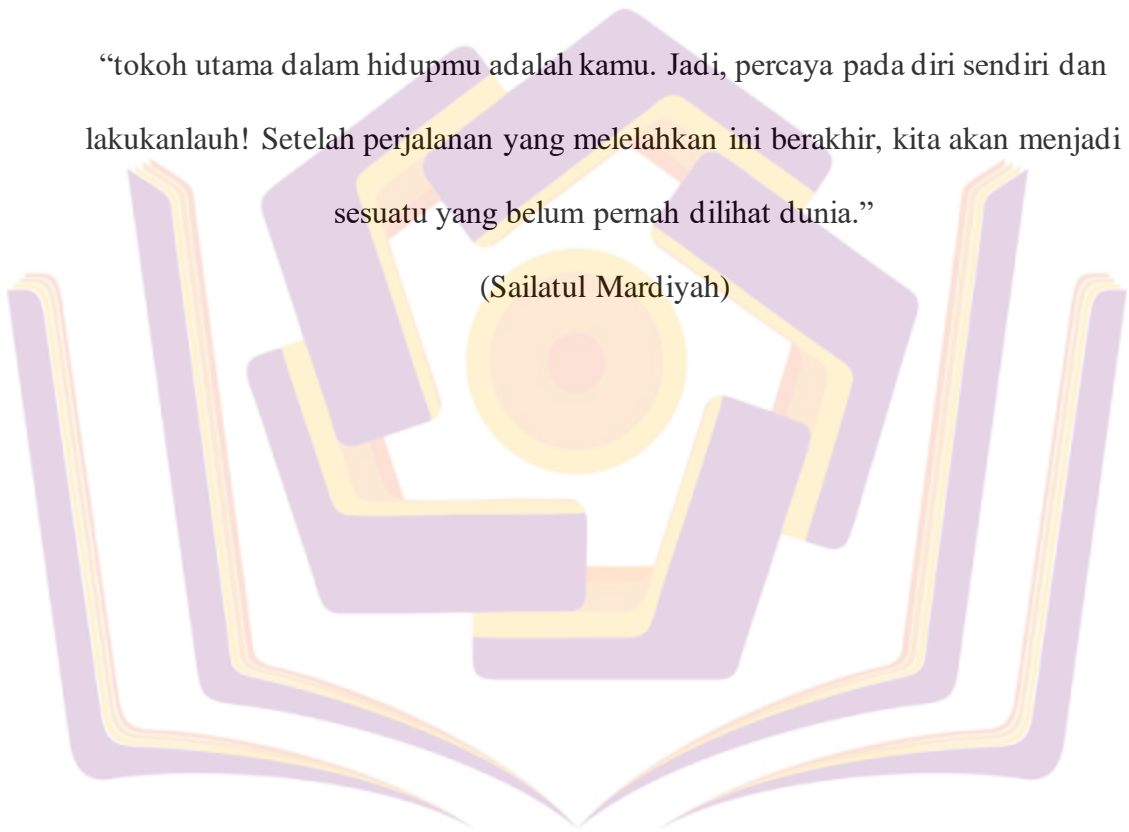 “tokoh utama dalam hidupmu adalah kamu. Jadi, percaya pada diri sendiri dan
lakukanlauh! Setelah perjalanan yang melelahkan ini berakhir, kita akan menjadi
sesuatu yang belum pernah dilihat dunia.”
(Sailatul Mardiyah)